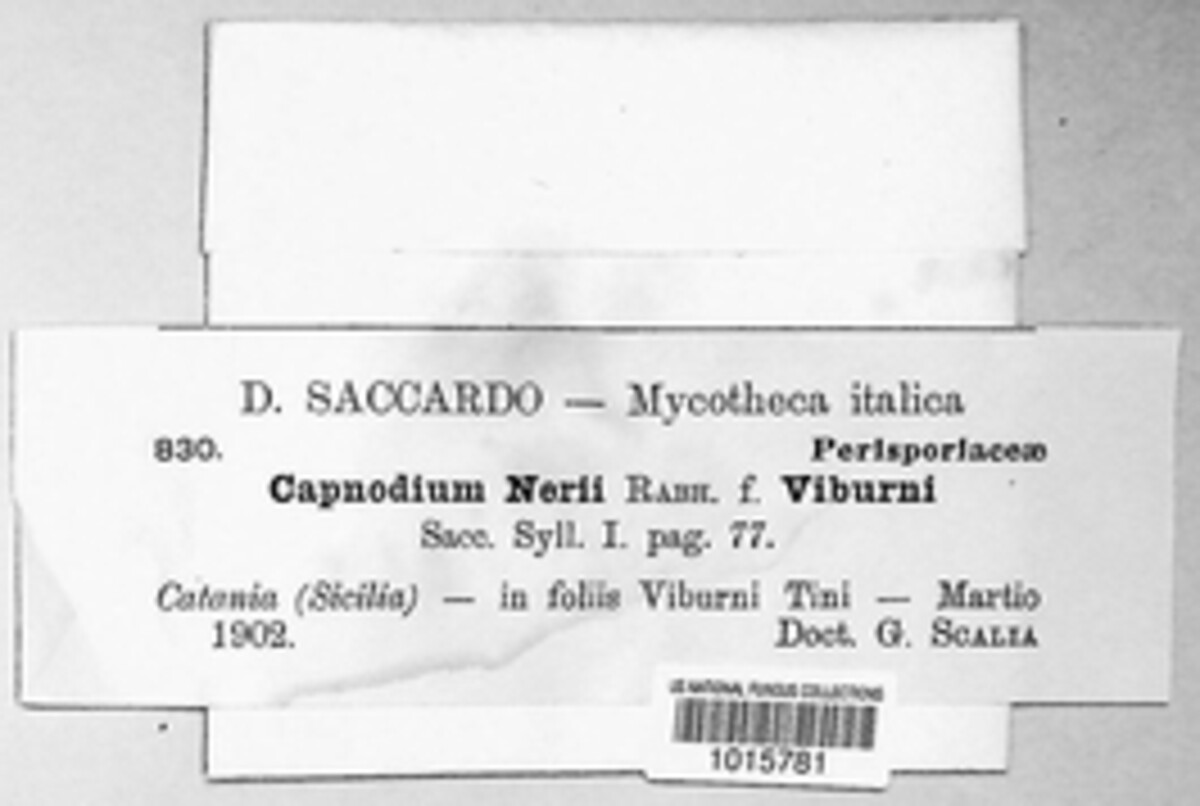 D. SACCARDO — Mycotheca italica
830. Perisporiaceæ
Capnodium Nerii RABH. f. Viburni
Sacc. Syll. I. pag. 77.
Catania (Sicilia) — in foliis Viburni Tini — Martio
1902. Doct. G. SCALIA
US NATIONAL FUNGUS COLLECTIONS
1015781